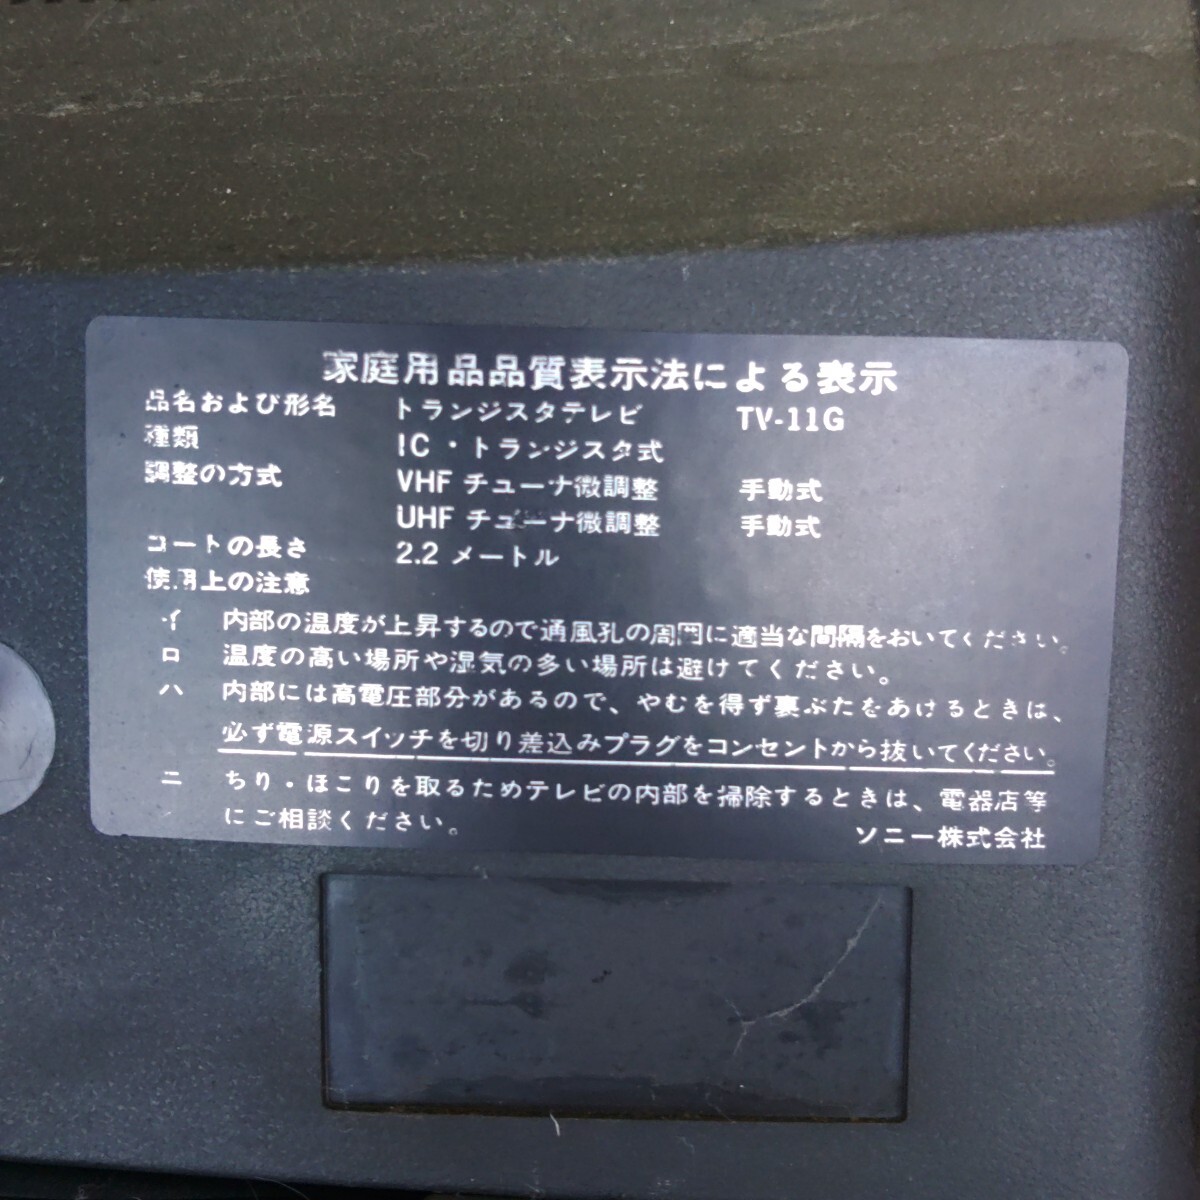 家庭用品品質表示法による表示
品名および形名 トランジスタテレビ TV-11G
種類 IC・トランジスタ式
調整の方式 VHF チューナ微調整 手動式
UHF チューナ微調整 手動式
コートの長さ 2.2 メートル
使用上の注意
イ 内部の温度が上昇するので通風孔の周囲に適当な間隔をおいてください。
ロ 温度の高い場所や湿気の多い場所は避けてください。
ハ 内部には高電圧部分があるので、やむを得ず裏ぶたをあけるときは、
必ず電源スイッチを切り差込みプラグをコンセントから抜いてください。
ニ ちり・ほこりを取るためテレビの内部を掃除するときは、電器店等
にご相談ください。 ソニー株式会社